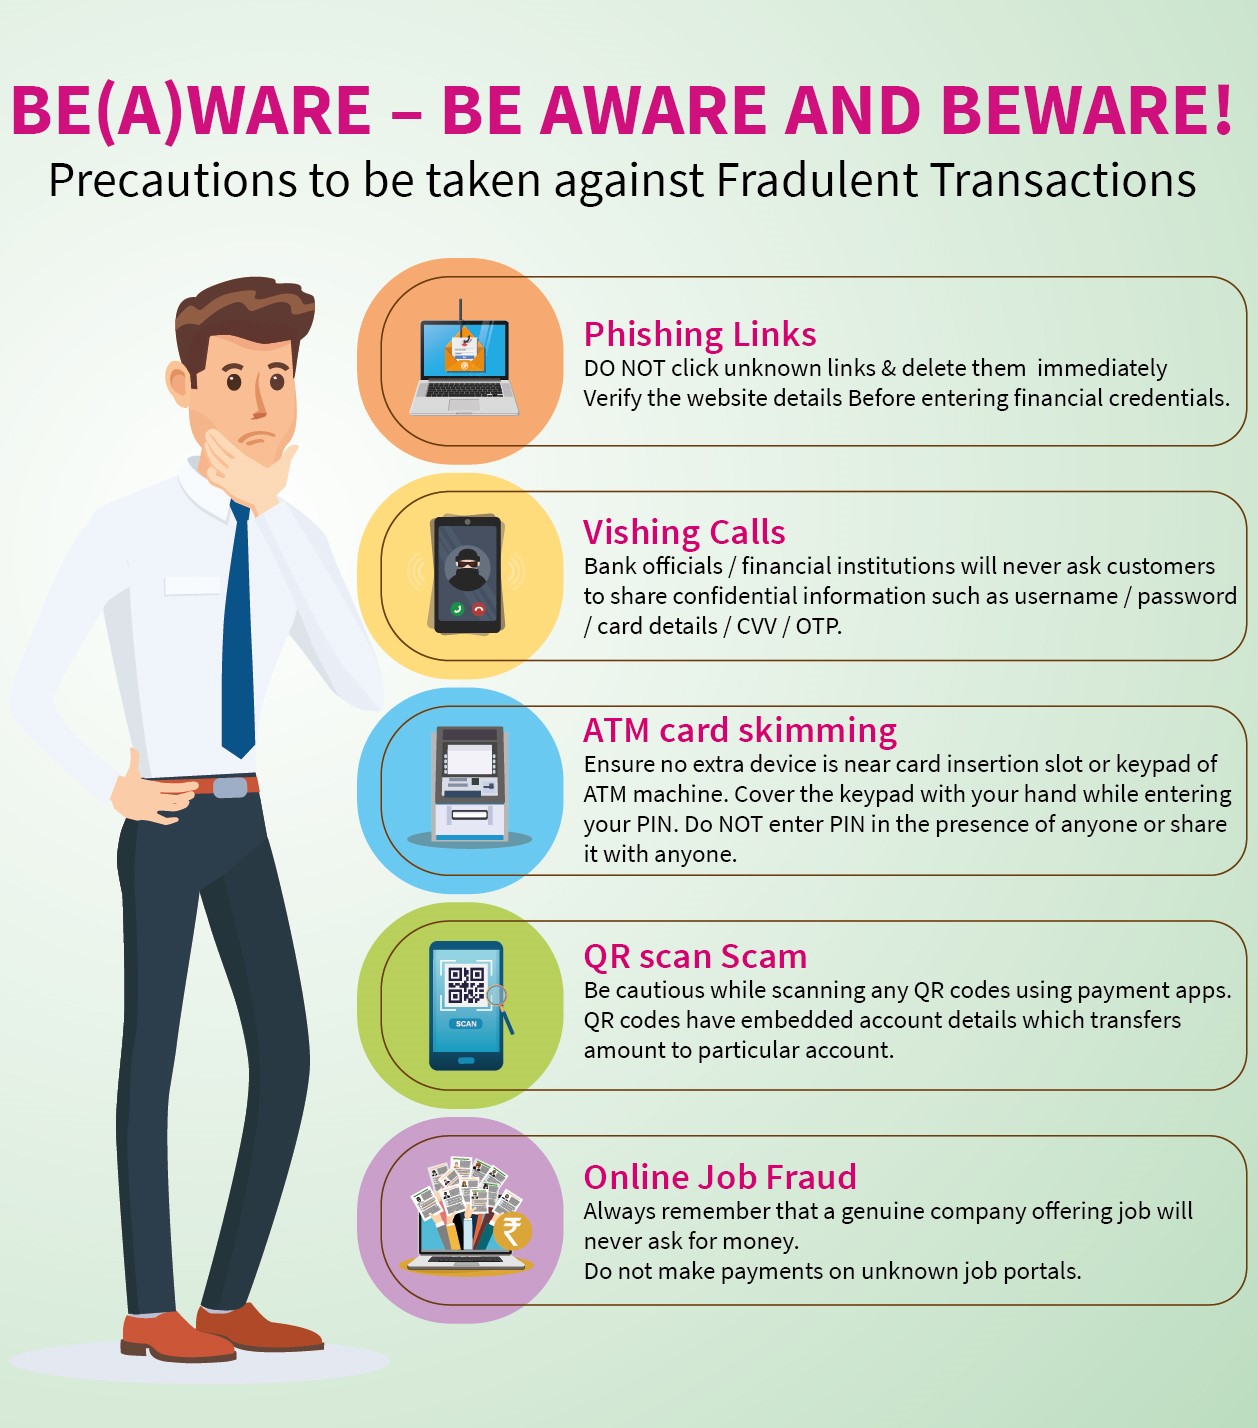 BE(A)WARE – BE AWARE AND BEWARE!
Precautions to be taken against Fradulent Transactions
Phishing Links
DO NOT click unknown links & delete them  immediately
Verify the website details Before entering financial credentials.
Vishing Calls
Bank officials / financial institutions will never ask customers
to share confidential information such as username / password
/ card details / CVV / OTP.
ATM card skimming
Ensure no extra device is near card insertion slot or keypad of
ATM machine. Cover the keypad with your hand while entering
your PIN. Do NOT enter PIN in the presence of anyone or share
it with anyone.
QR scan Scam
Be cautious while scanning any QR codes using payment apps.
QR codes have embedded account details which transfers
amount to particular account.
SCAN
Online Job Fraud
Always remember that a genuine company offering job will
never ask for money.
Do not make payments on unknown job portals.
₹